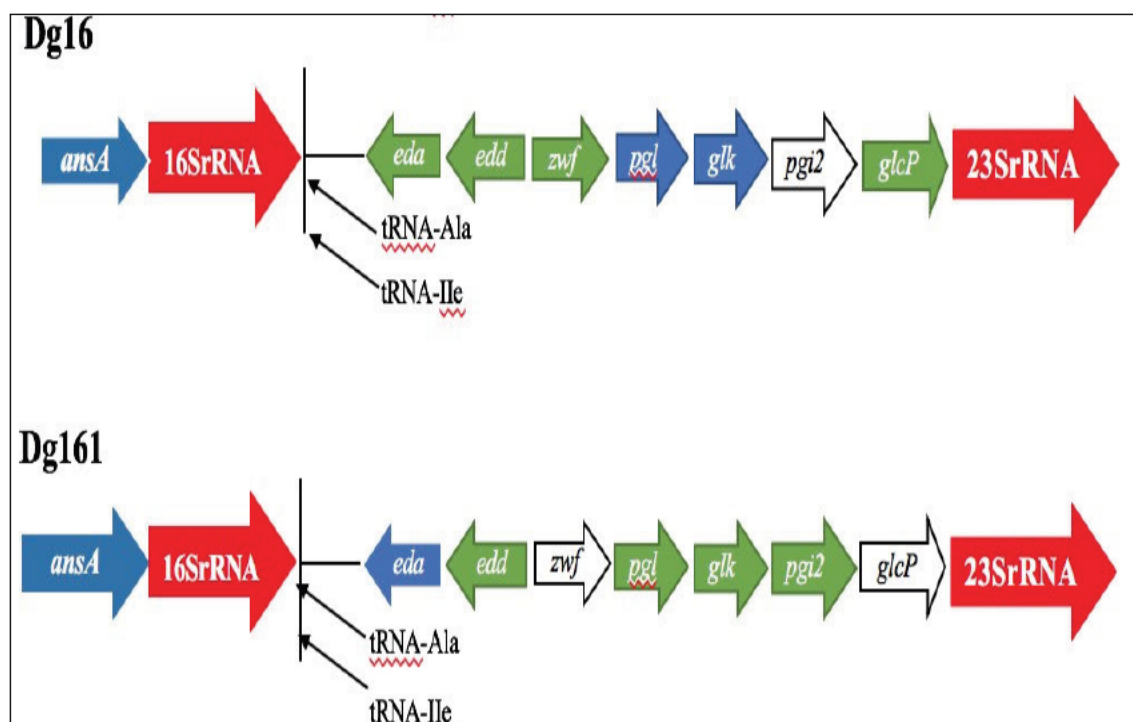 Dg16
ansA 16SrRNA eda edd zwf pgl glk pgi2 glcP 23SrRNA
tRNA-Ala
tRNA-IIe
Dg161
ansA 16SrRNA eda edd zwf pgl glk pgi2 glcP 23SrRNA
tRNA-Ala
tRNA-IIe